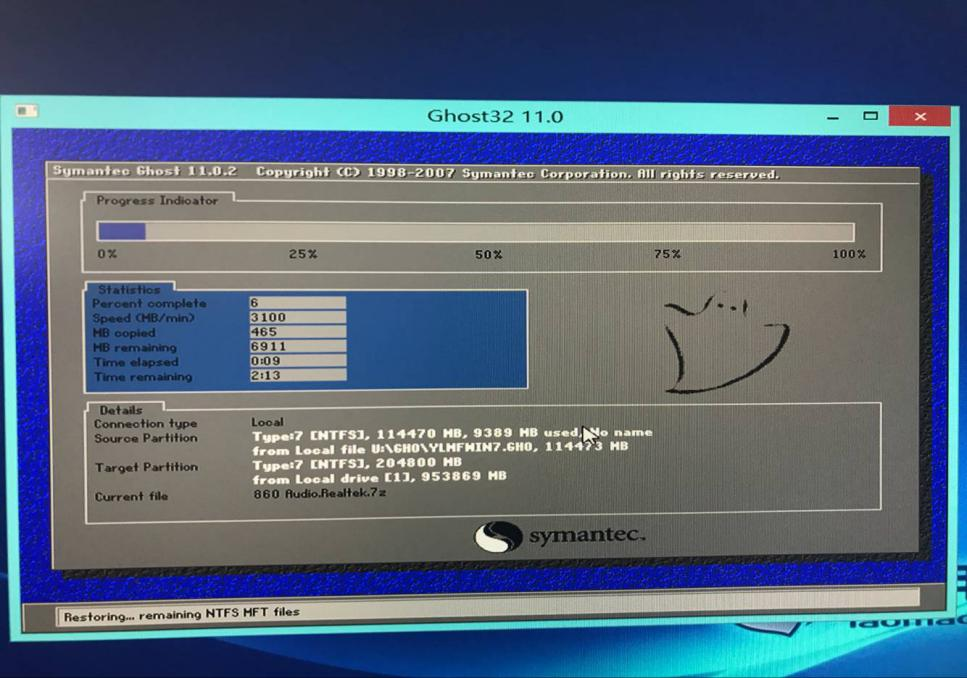 Ghost32 11.0
Symantec Ghost 11.0.2 Copyright (C) 1998-2007 Symantec Corporation. All rights reserved.
Progress Indicator
0% 25% 50% 75% 100%
Statistics
Percent complete 6
Speed (MB/min) 3100
MB copied 465
MB remaining 6911
Time elapsed 0:09
Time remaining 2:13
Details
Connection type Local
Source Partition Type:7 [NTFS], 114470 MB, 9389 MB used, No name
from Local file U:\GHO\YLMFWIN7.GHO, 114473 MB
Target Partition Type:7 [NTFS], 204800 MB
from Local drive [1], 953869 MB
Current file 860 Audio.Realtek.7z
symantec.
Restoring... remaining NTFS MFT files